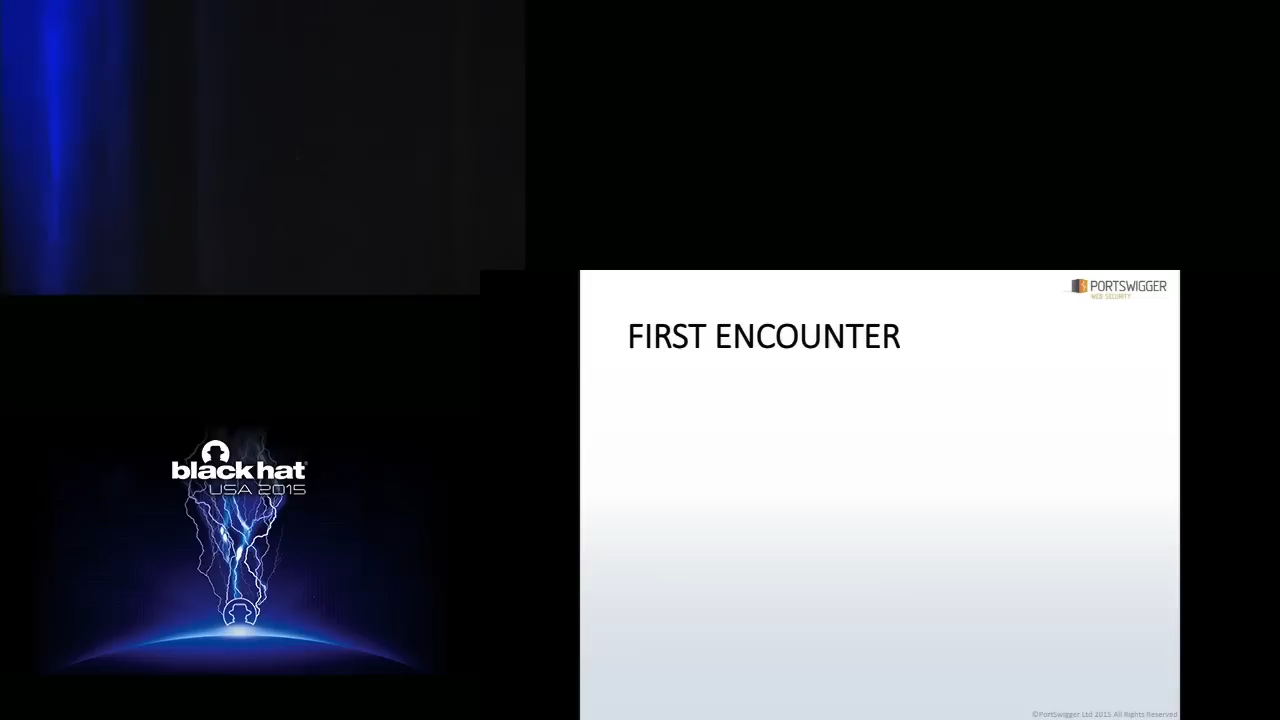 PORTSWIGGER
WEB SECURITY
FIRST ENCOUNTER
black hat
USA 2015
©PortSwigger Ltd 2015 All Rights Reserved